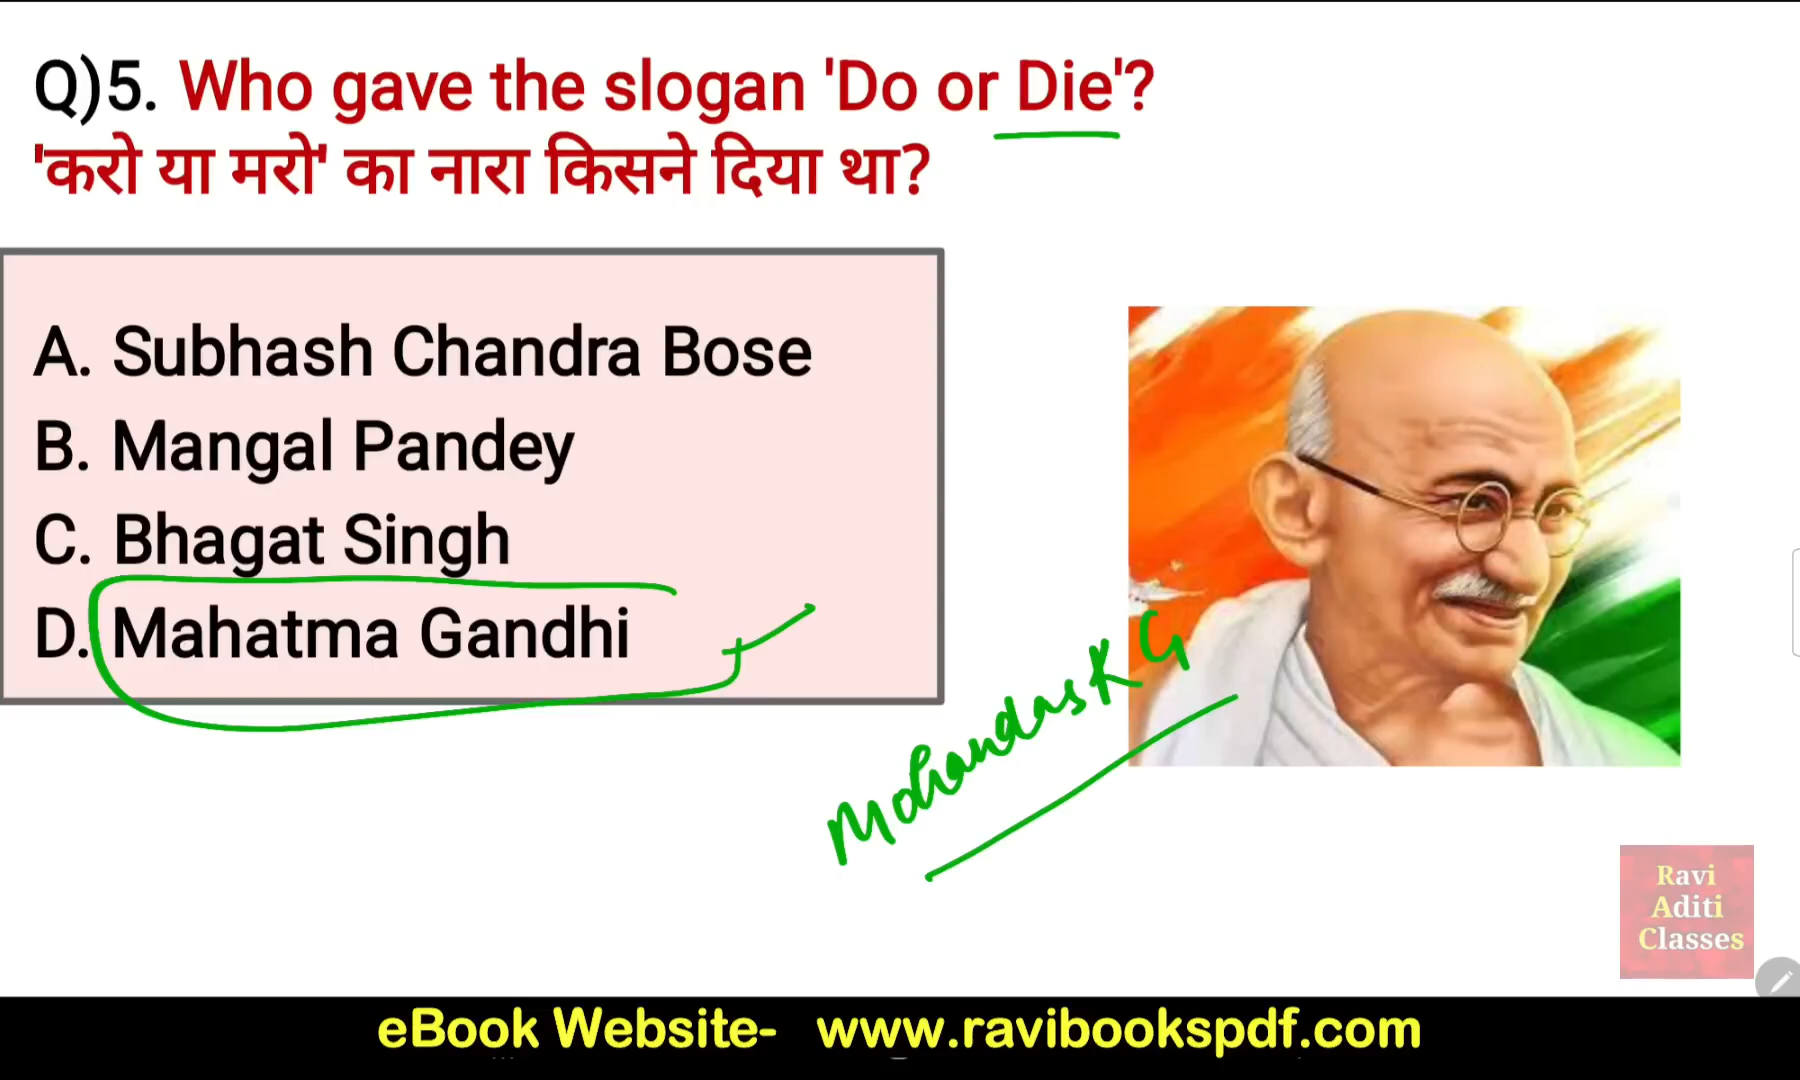 Q)5. Who gave the slogan 'Do or Die'?
'करो या मरो' का नारा किसने दिया था?
A. Subhash Chandra Bose
B. Mangal Pandey
C. Bhagat Singh
D. Mahatma Gandhi
Mohandas K G
Ravi
Aditi
Classes
eBook Website- www.ravibookspdf.com